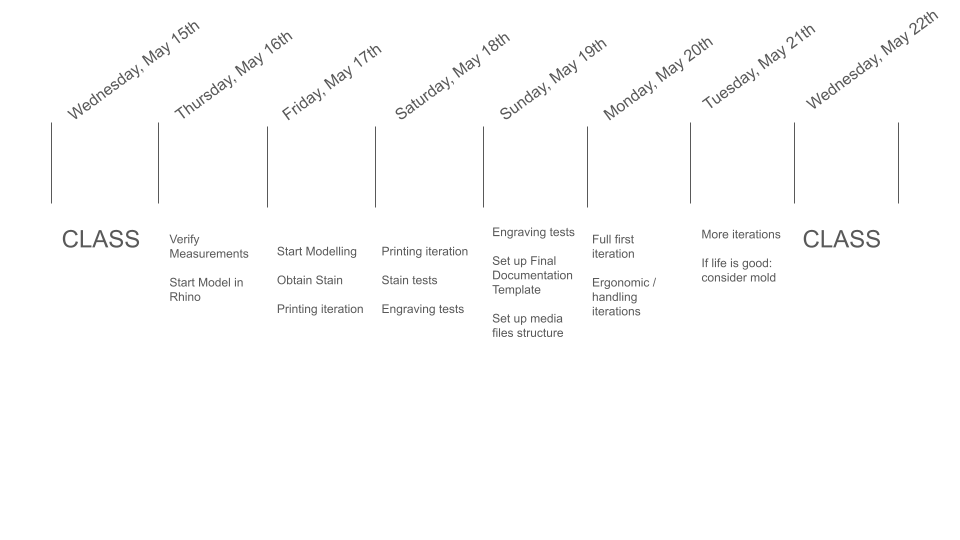 Wednesday, May 15th
Thursday, May 16th
Friday, May 17th
Saturday, May 18th
Sunday, May 19th
Monday, May 20th
Tuesday, May 21th
Wednesday, May 22th
CLASS
Verify
Measurements
Start Model in
Rhino
Start Modelling
Obtain Stain
Printing iteration
Printing iteration
Stain tests
Engraving tests
Engraving tests
Set up Final
Documentation
Template
Set up media
files structure
Full first
iteration
Ergonomic /
handling
iterations
More iterations
If life is good:
consider mold
CLASS